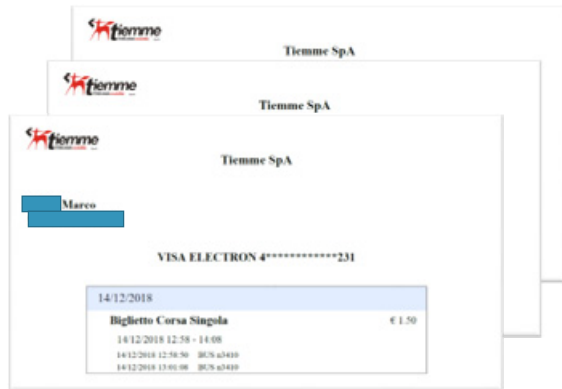 tiemme
Tiemme SpA
tiemme
Tiemme SpA
tiemme
Tiemme SpA
Marco
VISA ELECTRON 4************231
14/12/2018
Biglietto Corsa Singola € 1.50
14/12/2018 12:58 - 14:08
14/12/2018 12:58:50 BUS n3410
14/12/2018 13:01:08 BUS n3410